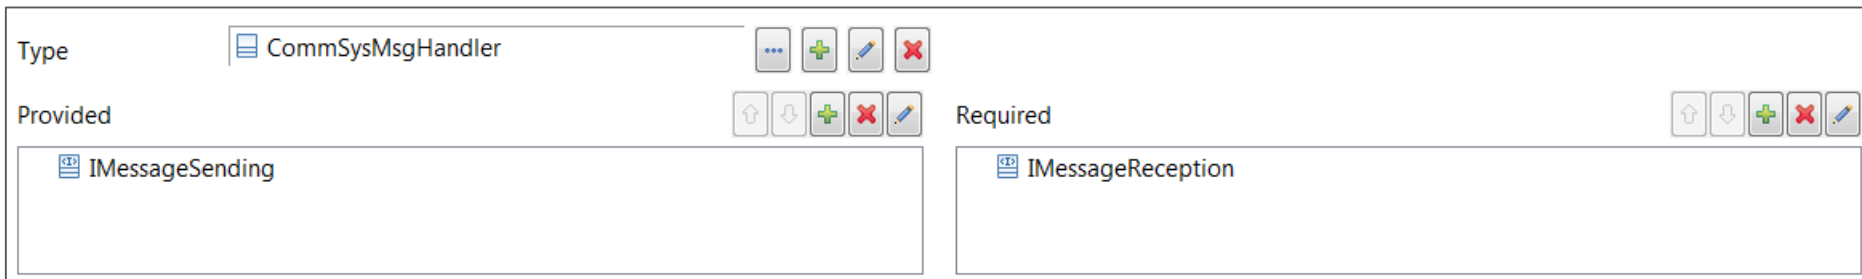 Type CommSysMsgHandler
Provided Required
IMessageSending IMessageReception